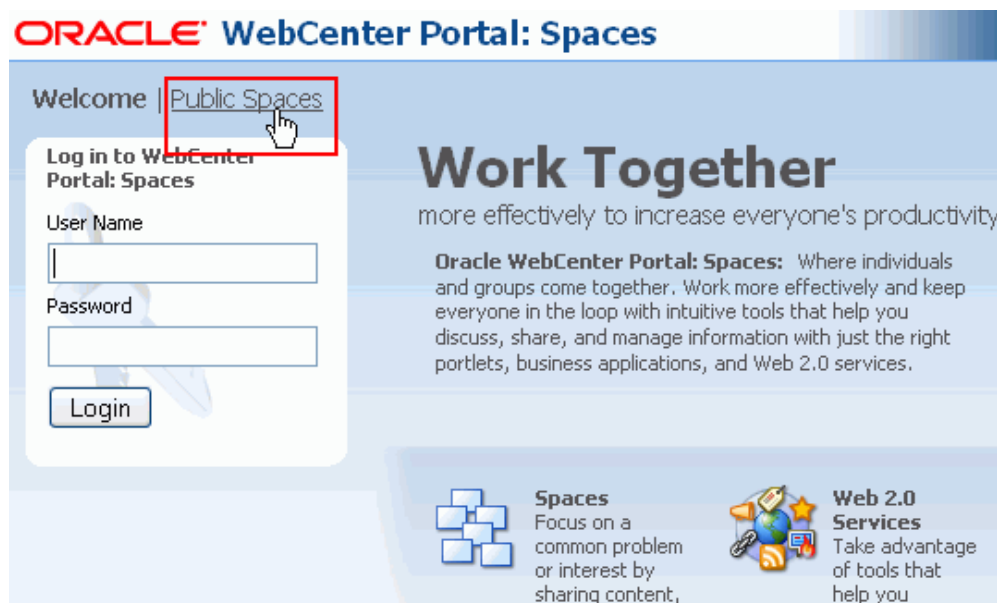 ORACLE WebCenter Portal: Spaces
Welcome | Public Spaces
Log in to WebCenter
Portal: Spaces
User Name
Password
Login
Work Together
more effectively to increase everyone's productivity
Oracle WebCenter Portal: Spaces: Where individuals
and groups come together. Work more effectively and keep
everyone in the loop with intuitive tools that help you
discuss, share, and manage information with just the right
portlets, business applications, and Web 2.0 services.
Spaces
Focus on a
common problem
or interest by
sharing content,
Web 2.0
Services
Take advantage
of tools that
help you